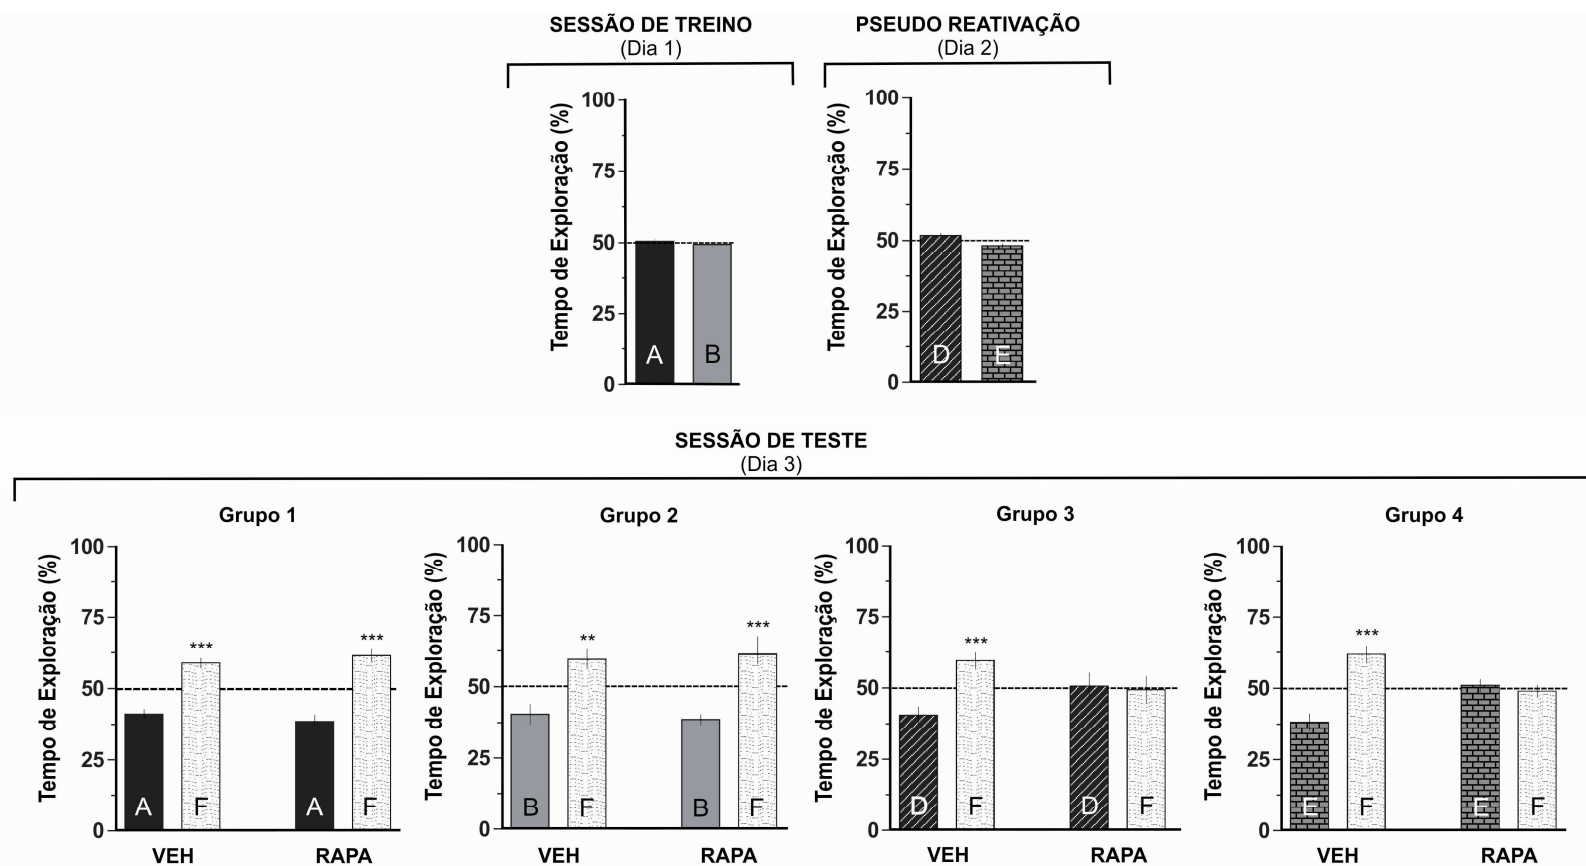 SESSÃO DE TREINO
(Dia 1)
PSEUDO REATIVAÇÃO
(Dia 2)
Tempo de Exploração (%)
100
75
50
25
0
A
B
Tempo de Exploração (%)
100
75
50
25
0
D
E
SESSÃO DE TESTE
(Dia 3)
Grupo 1
Tempo de Exploração (%)
100
75
50
25
0
***
***
A
F
A
F
VEH
RAPA
Grupo 2
Tempo de Exploração (%)
100
75
50
25
0
**
***
B
F
B
F
VEH
RAPA
Grupo 3
Tempo de Exploração (%)
100
75
50
25
0
***
D
F
D
F
VEH
RAPA
Grupo 4
Tempo de Exploração (%)
100
75
50
25
0
***
E
F
E
F
VEH
RAPA